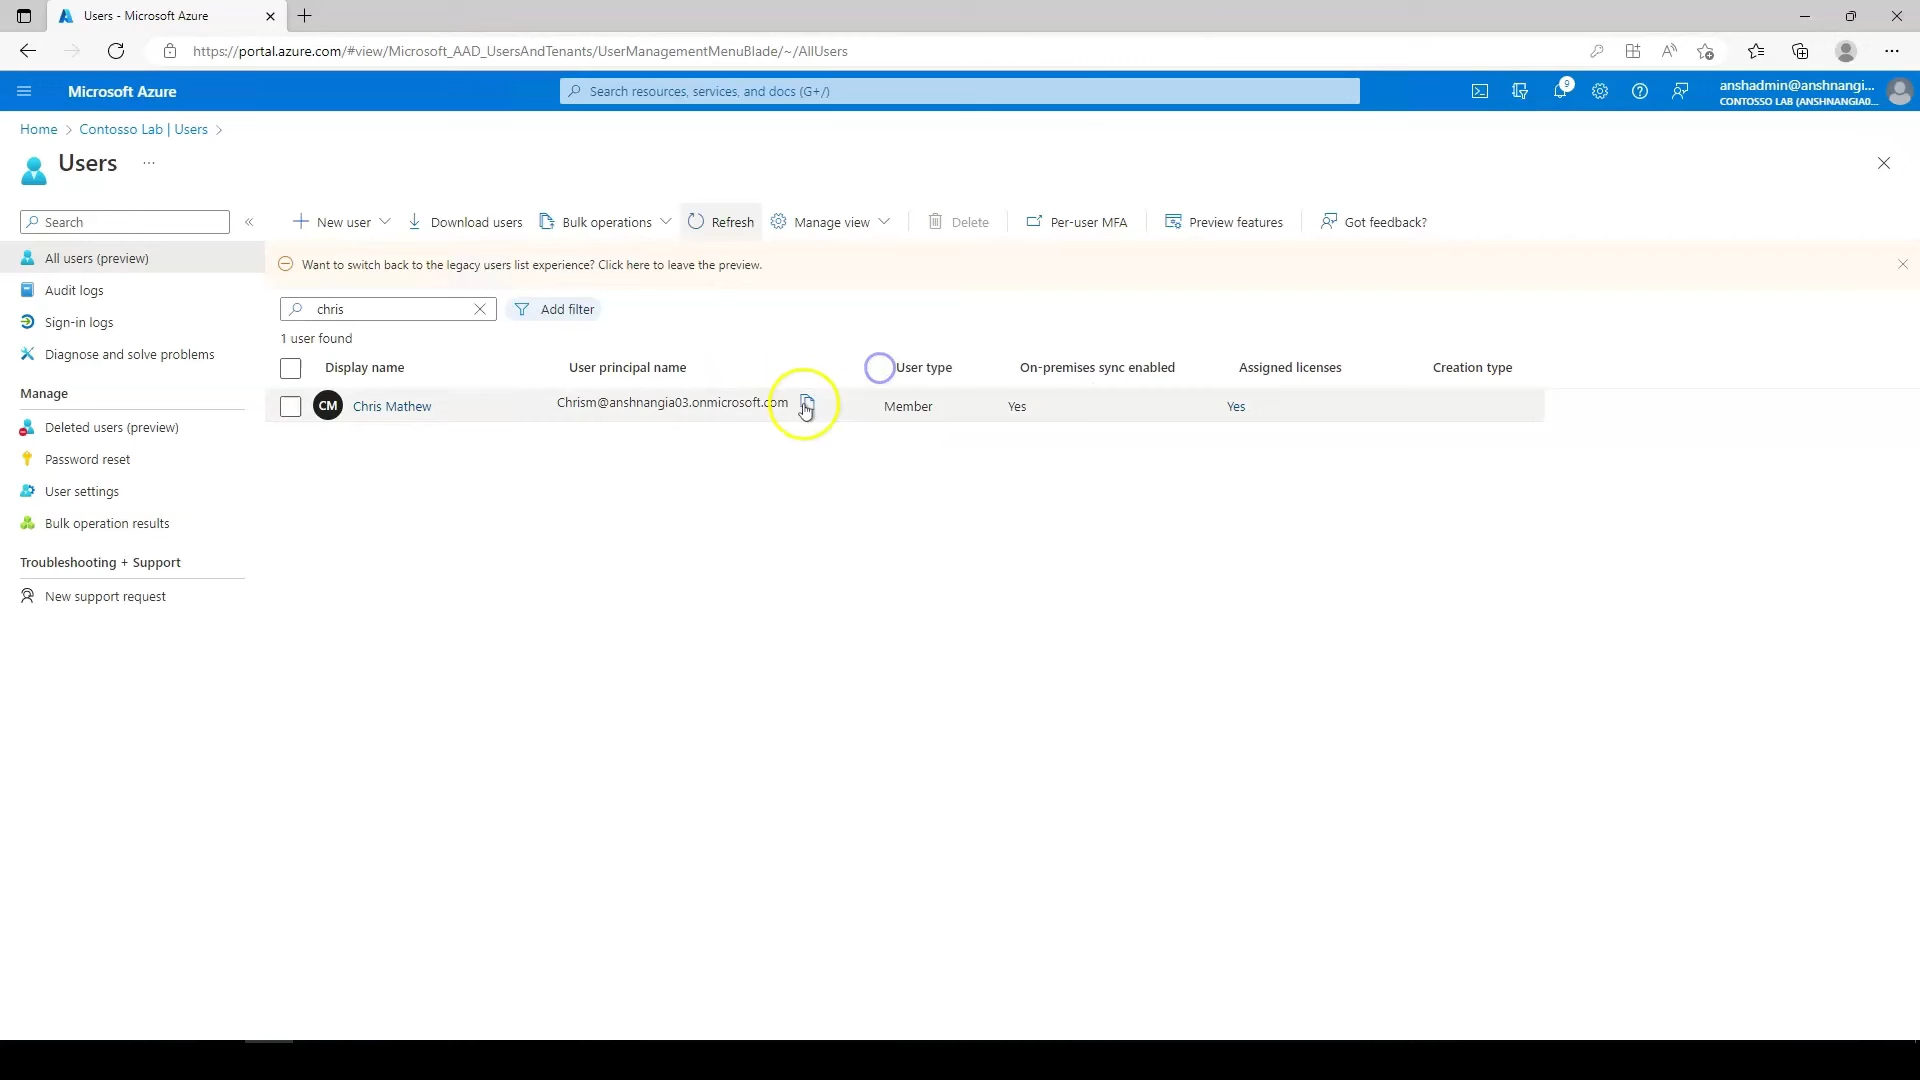 Users - Microsoft Azure
https://portal.azure.com/#view/Microsoft_AAD_UsersAndTenants/UserManagementMenuBlade/~/AllUsers
Microsoft Azure
Search resources, services, and docs (G+/)
9
anshadmin@anshnangi...
CONTOSSO LAB (ANSHNANGIA0...
Home > Contosso Lab | Users >
Users ...
Search
«
New user
Download users
Bulk operations
Refresh
Manage view
Delete
Per-user MFA
Preview features
Got feedback?
All users (preview)
Audit logs
Sign-in logs
Diagnose and solve problems
Manage
Deleted users (preview)
Password reset
User settings
Bulk operation results
Troubleshooting + Support
New support request
Want to switch back to the legacy users list experience? Click here to leave the preview.
chris
Add filter
1 user found
Display name User principal name User type On-premises sync enabled Assigned licenses Creation type
CM Chris Mathew Chrism@anshnangia03.onmicrosoft.com Member Yes Yes